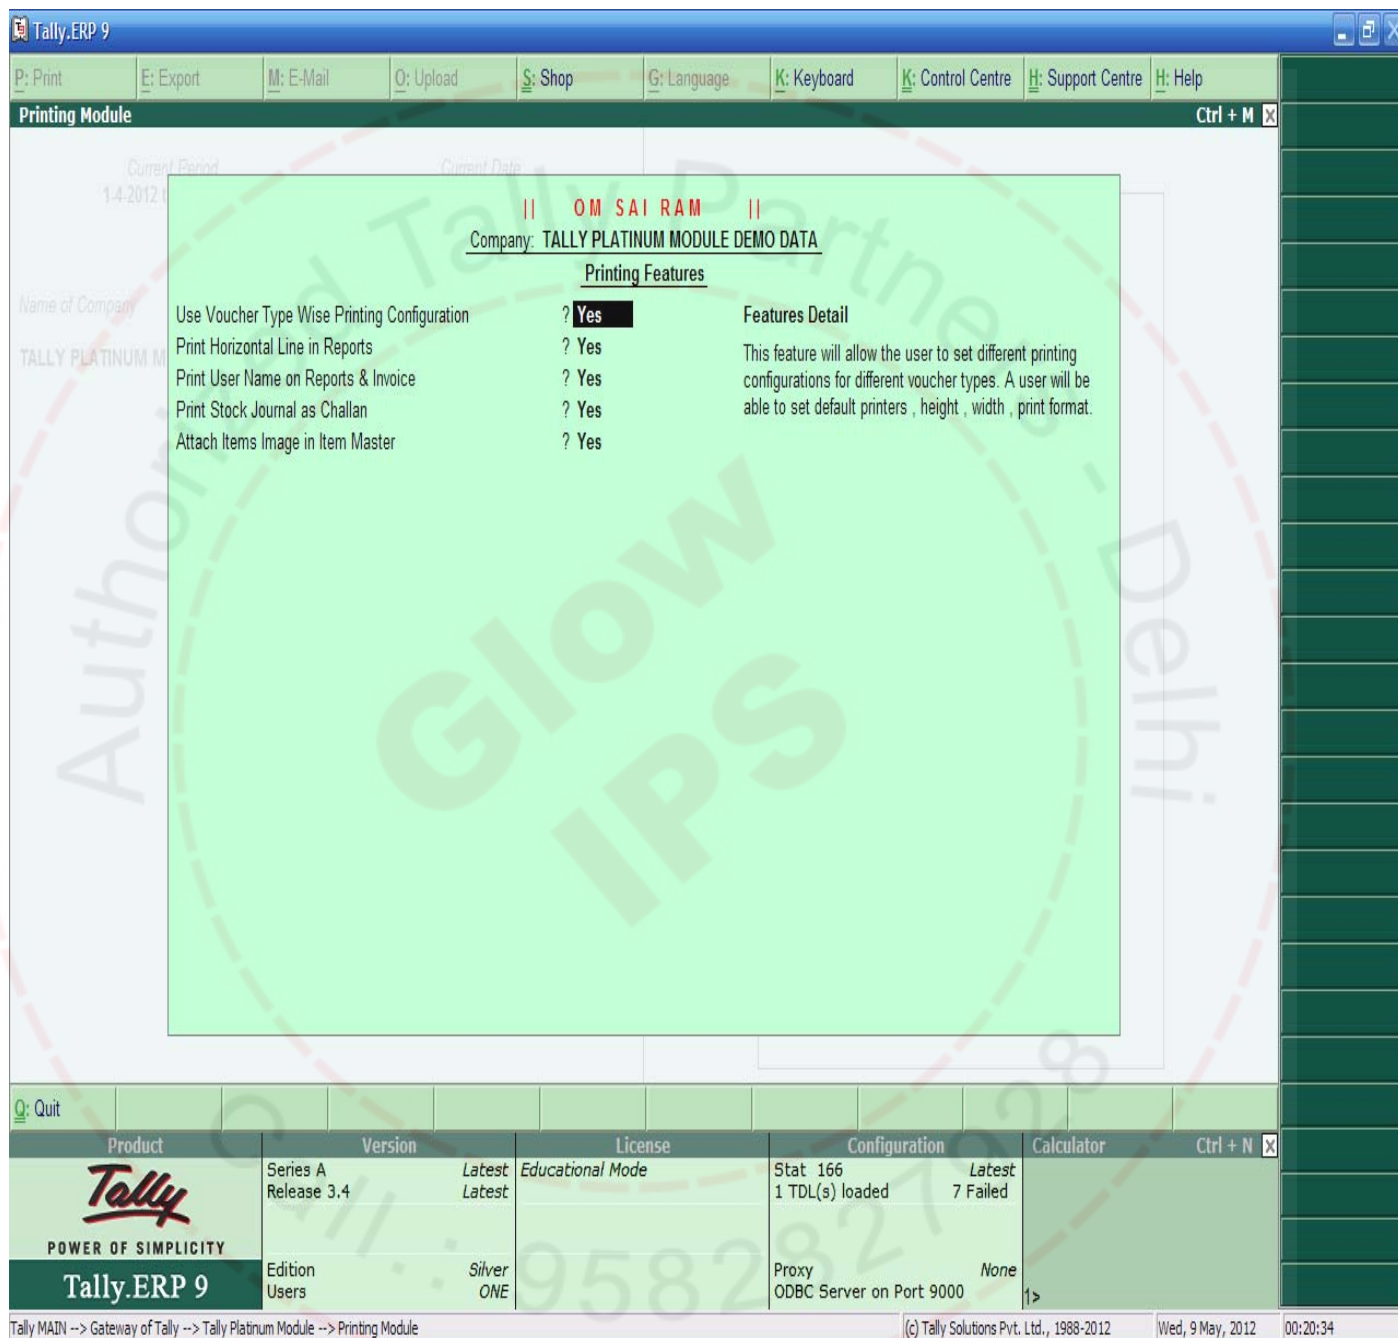 Tally.ERP 9
P: Print E: Export M: E-Mail O: Upload S: Shop G: Language K: Keyboard K: Control Centre H: Support Centre H: Help
Printing Module Ctrl + M
Current Period Current Date
1-4-2012 t
|| OM SAI RAM ||
Company: TALLY PLATINUM MODULE DEMO DATA
Printing Features
Name of Company
TALLY PLATINUM M
Use Voucher Type Wise Printing Configuration ? Yes
Print Horizontal Line in Reports ? Yes
Print User Name on Reports & Invoice ? Yes
Print Stock Journal as Challan ? Yes
Attach Items Image in Item Master ? Yes
Features Detail
This feature will allow the user to set different printing
configurations for different voucher types. A user will be
able to set default printers , height , width , print format.
Authorized Tally Partners - Delhi
Glow
IPS
Call : 9582827928
Q: Quit
Product Version License Configuration Calculator Ctrl + N
Tally
POWER OF SIMPLICITY
Tally.ERP 9
Series A Latest
Release 3.4 Latest
Edition Silver
Users ONE
Educational Mode
Stat 166 Latest
1 TDL(s) loaded 7 Failed
Proxy None
ODBC Server on Port 9000
1>
Tally MAIN --> Gateway of Tally --> Tally Platinum Module --> Printing Module (c) Tally Solutions Pvt. Ltd., 1988-2012 Wed, 9 May, 2012 00:20:34